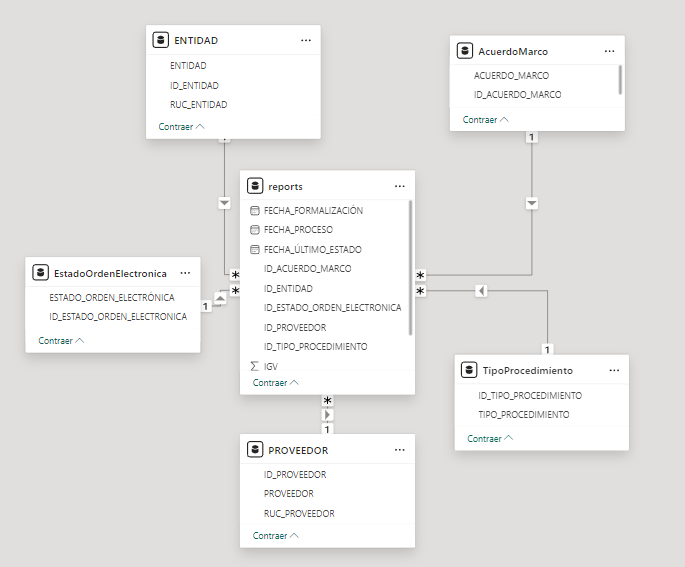 ENTIDAD
ENTIDAD
ID_ENTIDAD
RUC_ENTIDAD
Contraer
1
AcuerdoMarco
ACUERDO_MARCO
ID_ACUERDO_MARCO
Contraer
1
reports
FECHA_FORMALIZACIÓN
FECHA_PROCESO
FECHA_ÚLTIMO_ESTADO
ID_ACUERDO_MARCO
ID_ENTIDAD
ID_ESTADO_ORDEN_ELECTRONICA
ID_PROVEEDOR
ID_TIPO_PROCEDIMIENTO
IGV
Contraer
* *
* *
*
EstadoOrdenElectronica
ESTADO_ORDEN_ELECTRÓNICA
ID_ESTADO_ORDEN_ELECTRONICA
Contraer
1
TipoProcedimiento
ID_TIPO_PROCEDIMIENTO
TIPO_PROCEDIMIENTO
Contraer
1
1
PROVEEDOR
ID_PROVEEDOR
PROVEEDOR
RUC_PROVEEDOR
Contraer